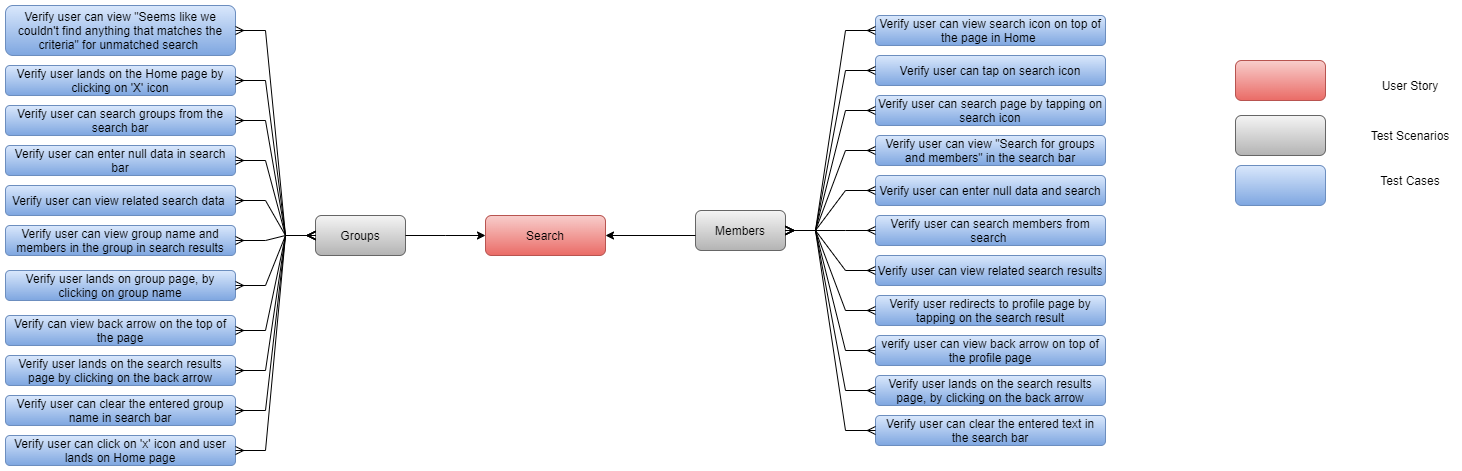 Verify user can view "Seems like we
couldn't find anything that matches the
criteria" for unmatched search
Verify user lands on the Home page by
clicking on 'X' icon
Verify user can search groups from the
search bar
Verify user can enter null data in search
bar
Verify user can view related search data
Verify user can view group name and
members in the group in search results
Verify user lands on group page, by
clicking on group name
Verify can view back arrow on the top of
the page
Verify user lands on the search results
page by clicking on the back arrow
Verify user can clear the entered group
name in search bar
Verify user can click on 'x' icon and user
lands on Home page
Groups
Search
Members
Verify user can view search icon on top of
the page in Home
Verify user can tap on search icon
Verify user can search page by tapping on
search icon
Verify user can view "Search for groups
and members" in the search bar
Verify user can enter null data and search
Verify user can search members from
search
Verify user can view related search results
Verify user redirects to profile page by
tapping on the search result
verify user can view back arrow on top of
the profile page
Verify user lands on the search results
page, by clicking on the back arrow
Verify user can clear the entered text in
the search bar
User Story
Test Scenarios
Test Cases